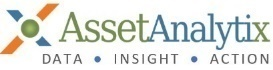 AssetAnalytix
DATA • INSIGHT • ACTION